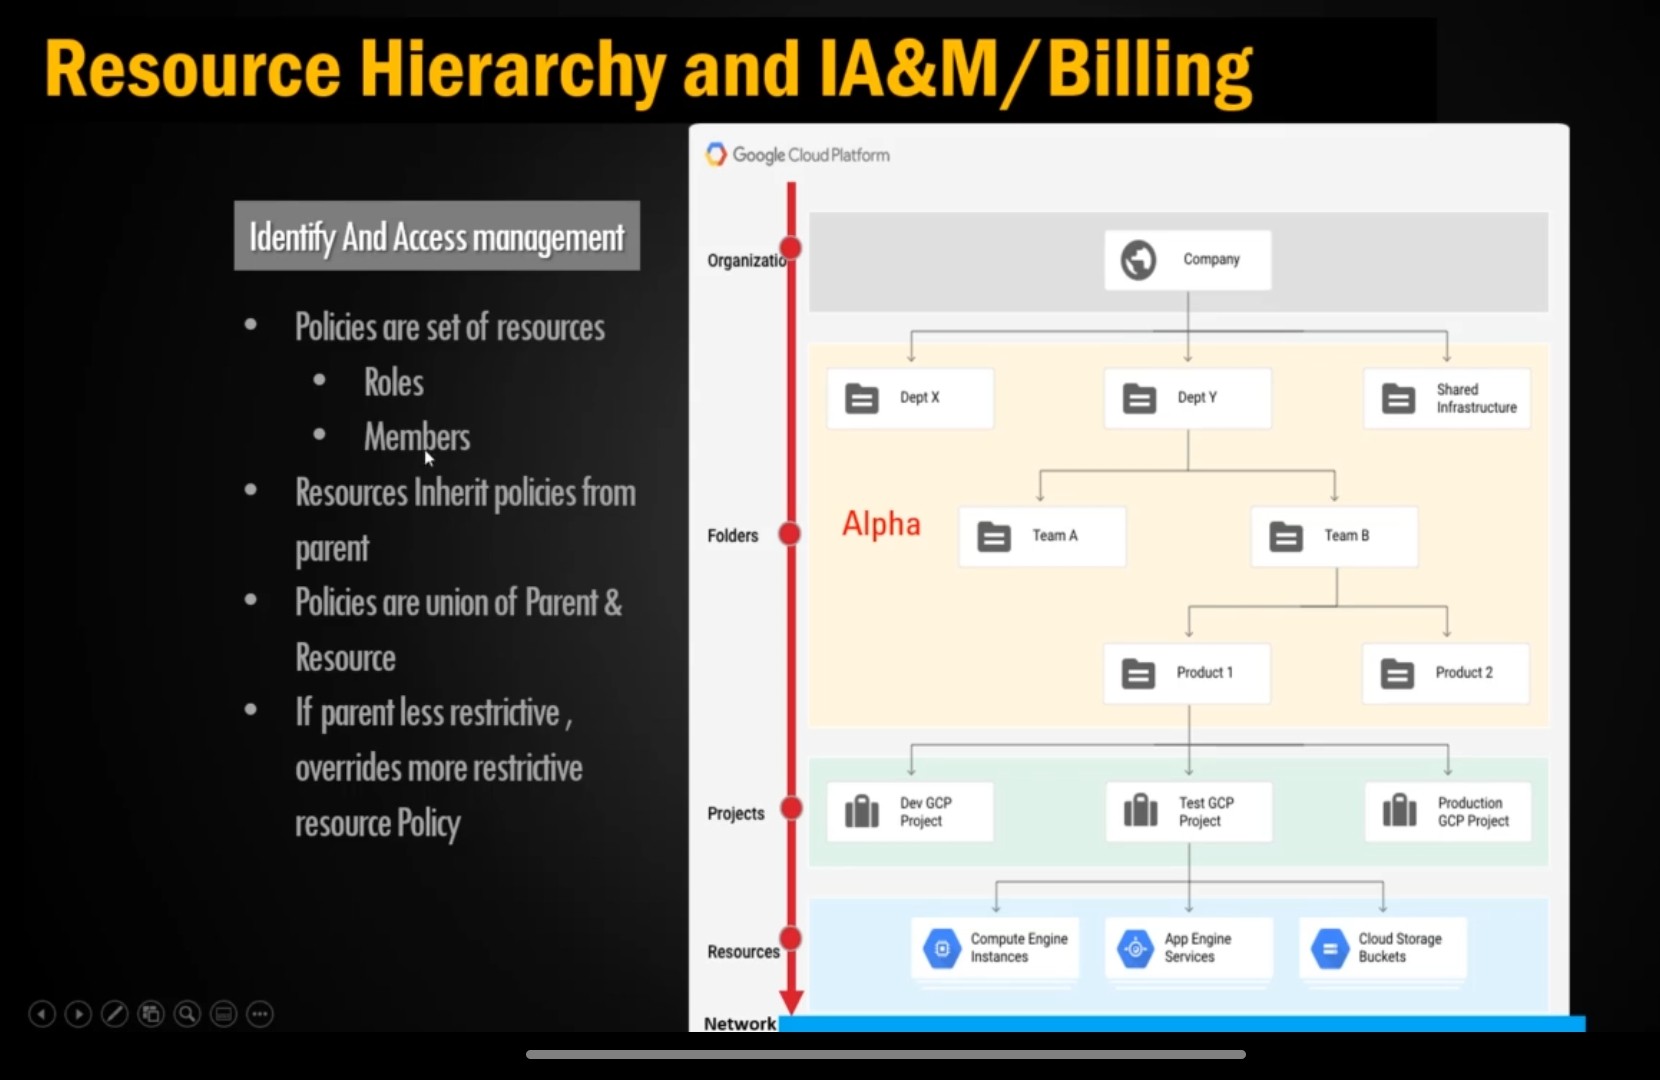 Resource Hierarchy and IA&M/Billing
Identify And Access management
• Policies are set of resources
• Roles
• Members
• Resources Inherit policies from
parent
• Policies are union of Parent &
Resource
• If parent less restrictive ,
overrides more restrictive
resource Policy
Google Cloud Platform
Organizatio
Company
Folders
Dept X
Dept Y
Shared
Infrastructure
Alpha
Team A
Team B
Product 1
Product 2
Projects
Dev GCP
Project
Test GCP
Project
Production
GCP Project
Resources
Compute Engine
Instances
App Engine
Services
Cloud Storage
Buckets
Network